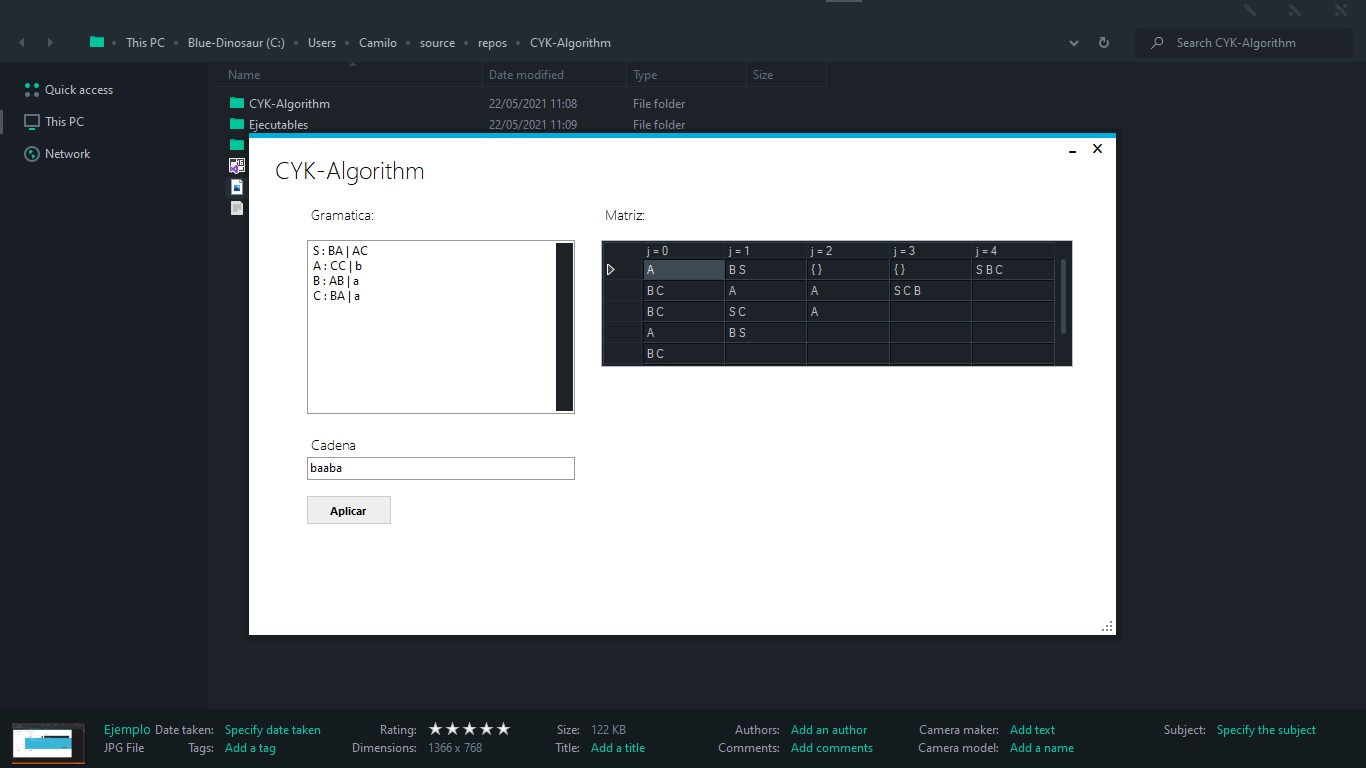 This PC Blue-Dinosaur (C:) Users Camilo source repos CYK-Algorithm
Search CYK-Algorithm
Name Date modified Type Size
Quick access
This PC
Network
CYK-Algorithm 22/05/2021 11:08 File folder
Ejecutables 22/05/2021 11:09 File folder
CYK-Algorithm
Gramatica:
S : BA | AC
A : CC | b
B : AB | a
C : BA | a
Cadena
baaba
Aplicar
Matriz:
j = 0 j = 1 j = 2 j = 3 j = 4
A B S { } { } S B C
B C A A S C B
B C S C A
A B S
B C
Ejemplo Date taken: Specify date taken Rating: Size: 122 KB Authors: Add an author Camera maker: Add text Subject: Specify the subject
JPG File Tags: Add a tag Dimensions: 1366 x 768 Title: Add a title Comments: Add comments Camera model: Add a name